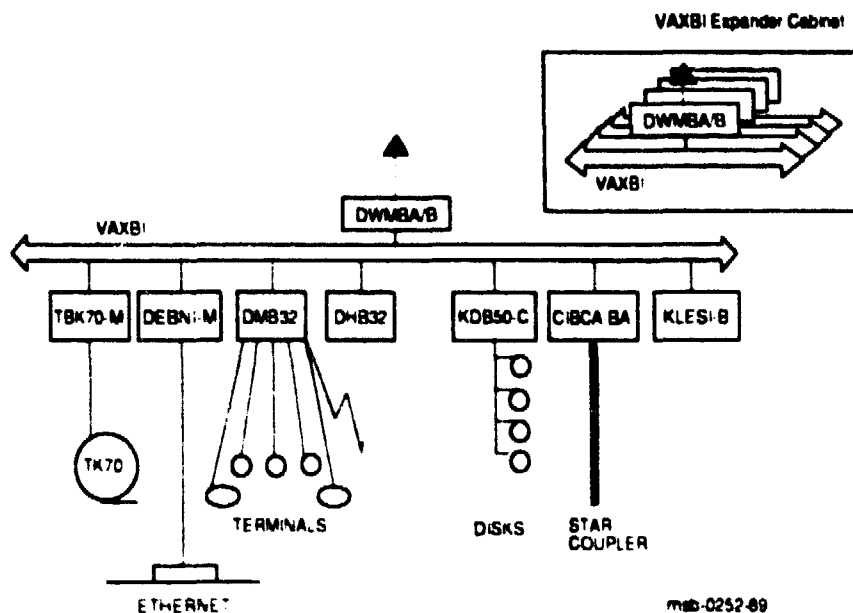 VAXBI Expander Cabinet
DWMBA/B
VAXBI
DWMBA/B
VAXBI
TBK70-M
DEBNI-M
DMB32
DHB32
KDB50-C
CIBCA-BA
KLESI-B
TK70
TERMINALS
DISKS
STAR
COUPLER
ETHERNET
msb-0252-89